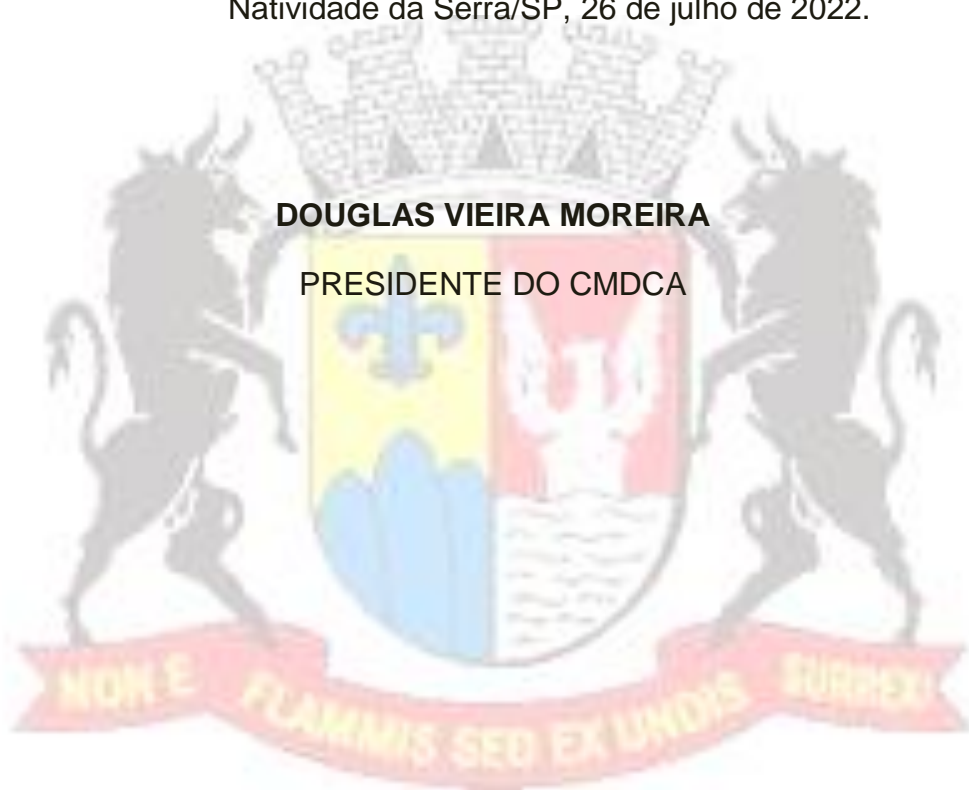 Natividade da Serra/SP, 26 de julho de 2022.
DOUGLAS VIEIRA MOREIRA
PRESIDENTE DO CMDCA
NON E FLAMMIS SED EX UNDIS SURREXI